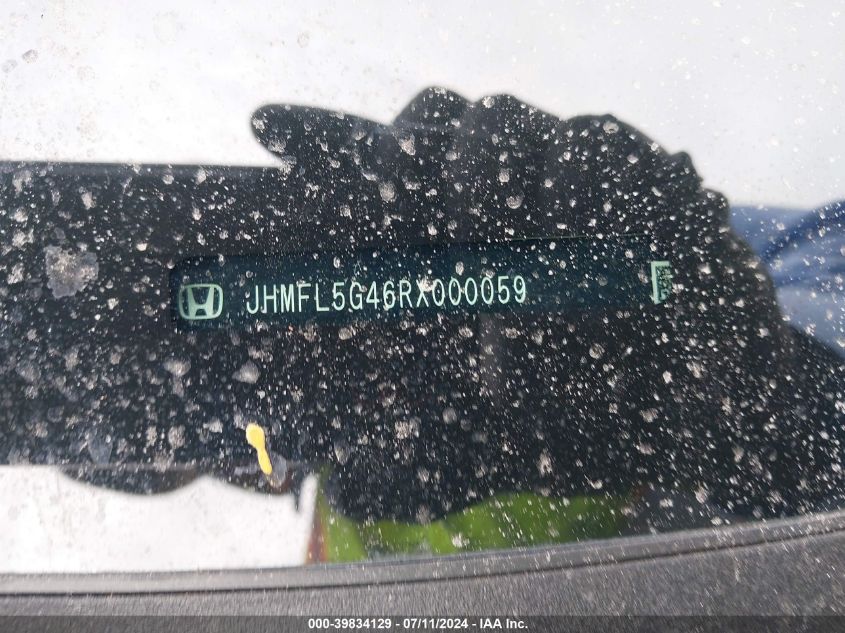 JHMFL5G46RX000059
000-39834129 - 07/11/2024 - IAA Inc.